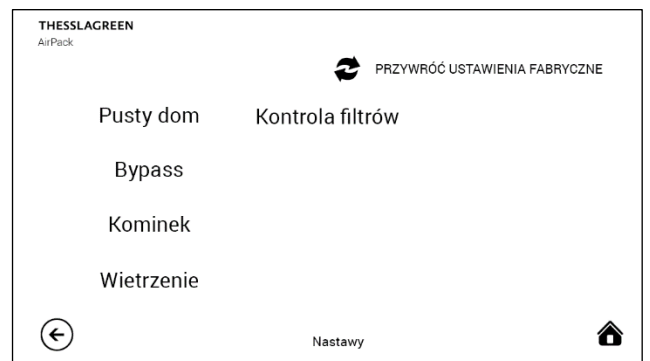 THESSLAGREEN
AirPack
PRZYWRÓĆ USTAWIENIA FABRYCZNE
Pusty dom
Kontrola filtrów
Bypass
Kominek
Wietrzenie
Nastawy